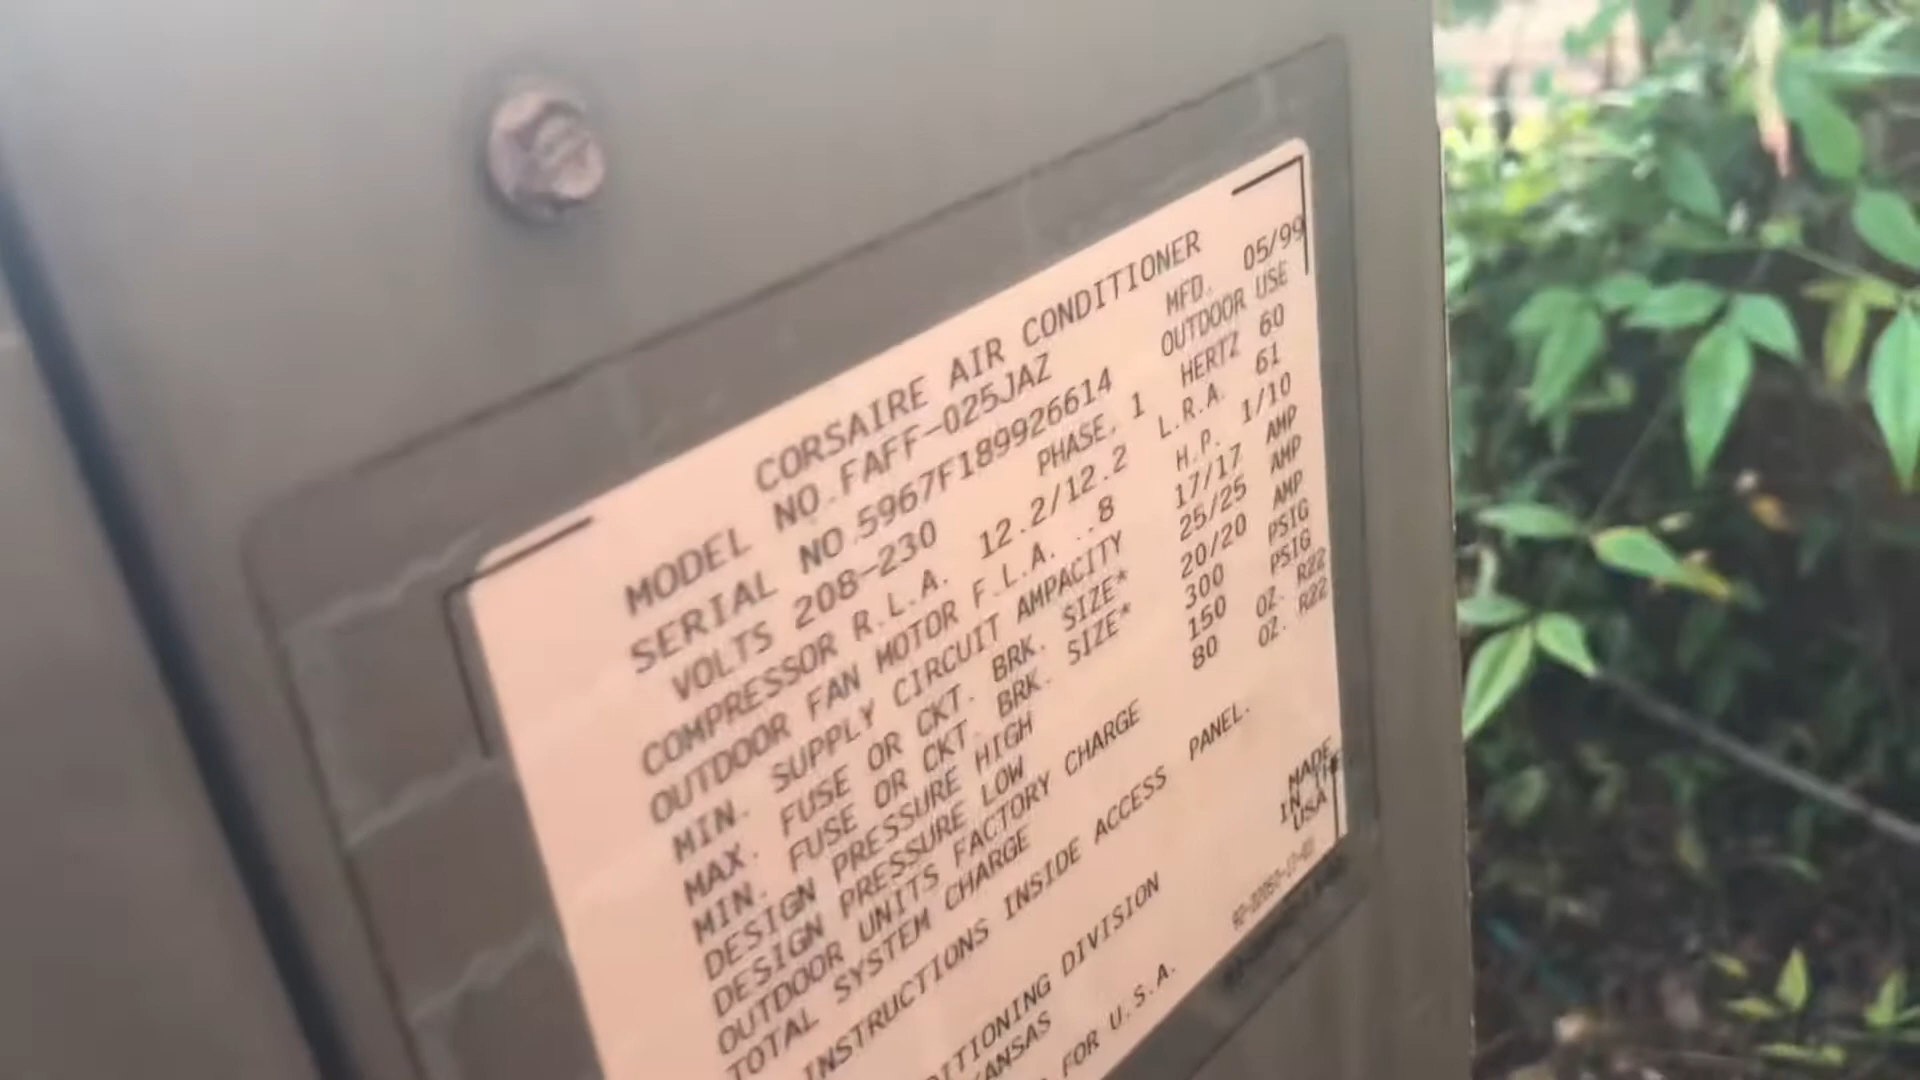 CORSAIRE AIR CONDITIONER
MODEL NO.FAFF-025JAZ MFD. 05/99
SERIAL NO.5967F189926614 OUTDOOR USE
VOLTS 208-230 PHASE. 1 HERTZ 60
COMPRESSOR R.L.A. 12.2/12.2 L.R.A. 61
OUTDOOR FAN MOTOR F.L.A. ..8 H.P. 1/10
MIN. SUPPLY CIRCUIT AMPACITY 17/17 AMP
MAX. FUSE OR CKT. BRK. SIZE* 25/25 AMP
MIN. FUSE OR CKT. BRK. SIZE* 20/20 AMP
DESIGN PRESSURE HIGH 300 PSIG
DESIGN PRESSURE LOW 150 PSIG
OUTDOOR UNITS FACTORY CHARGE 80 OZ. R22
TOTAL SYSTEM CHARGE OZ. R22
INSTRUCTIONS INSIDE ACCESS PANEL.
MADE
IN
USA
DIVISION
FOR U.S.A.